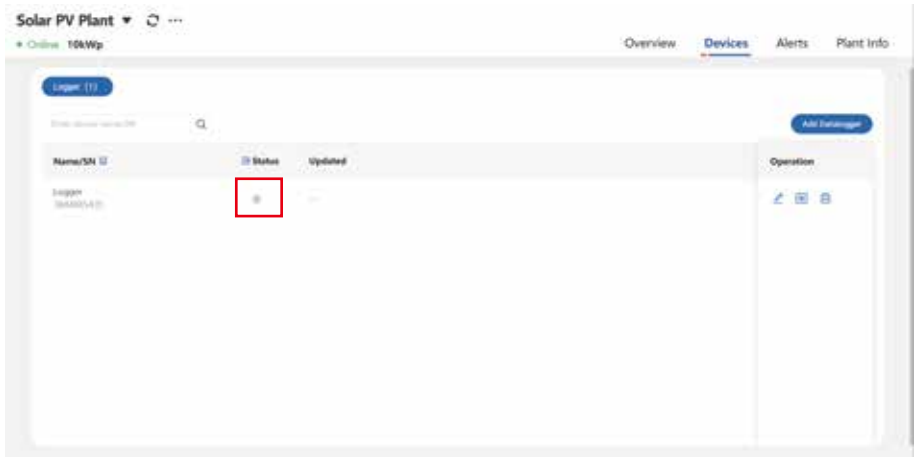 Solar PV Plant
Online 10kWp
Overview Devices Alerts Plant Info
Logger (1)
Add Datalogger
Name/SN Status Updated Operation
Logger